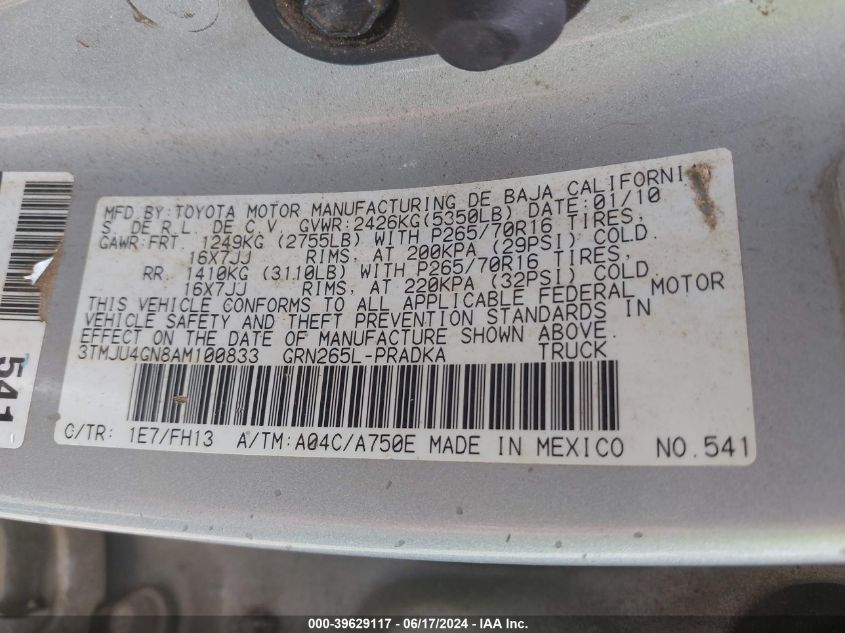 MFD BY: TOYOTA MOTOR MANUFACTURING DE BAJA CALIFORNI
S. DE R.L. DE C.V. GVWR: 2426KG(5350LB) DATE: 01/10
GAWR: FRT. 1249KG (2755LB) WITH P265/70R16 TIRES,
16X7JJ RIMS, AT 200KPA (29PSI) COLD.
RR. 1410KG (3110LB) WITH P265/70R16 TIRES,
16X7JJ RIMS, AT 220KPA (32PSI) COLD.
THIS VEHICLE CONFORMS TO ALL APPLICABLE FEDERAL MOTOR
VEHICLE SAFETY AND THEFT PREVENTION STANDARDS IN
EFFECT ON THE DATE OF MANUFACTURE SHOWN ABOVE.
3TMJU4GN8AM100833 GRN265L-PRADKA TRUCK
C/TR: 1E7/FH13 A/TM: A04C/A750E MADE IN MEXICO NO.541
541
000-39629117 - 06/17/2024 - IAA Inc.